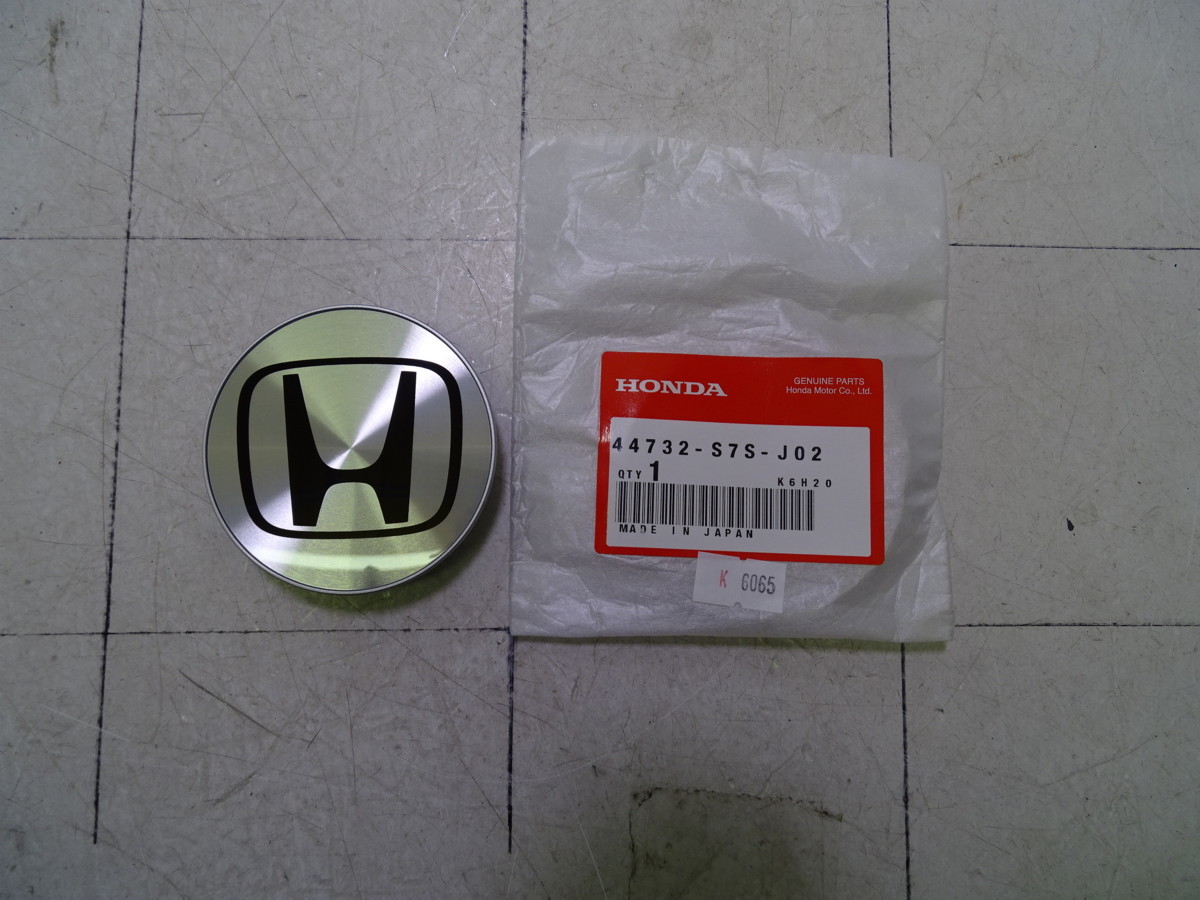 HONDA
GENUINE PARTS
Honda Motor Co., Ltd.
44732-S7S-J02
QTY 1 K6H20
MADE IN JAPAN
K 6065